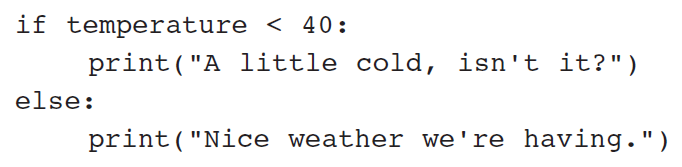 if temperature < 40:
    print("A little cold, isn't it?")
else:
    print("Nice weather we're having.")